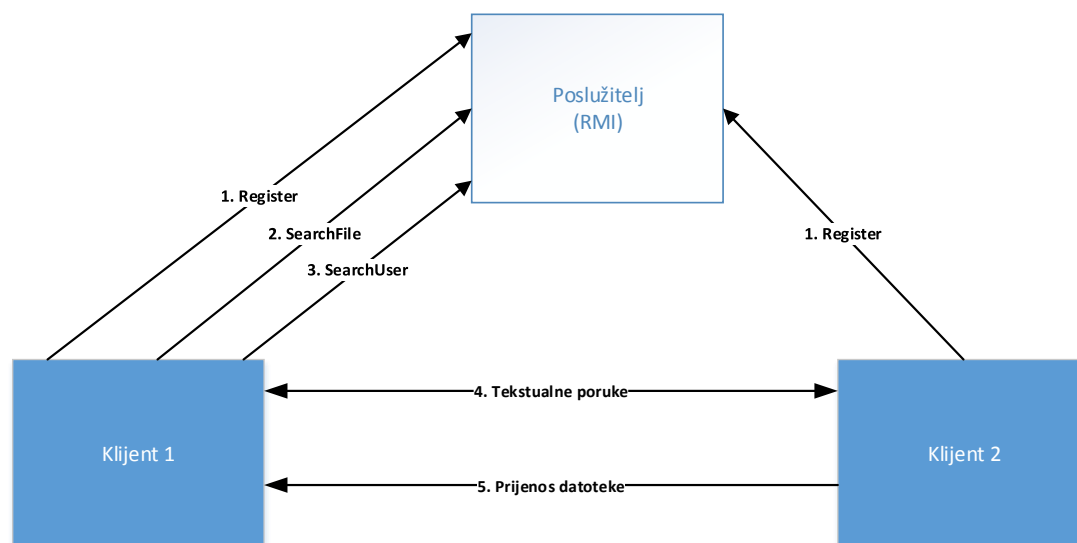 Poslužitelj
(RMI)
1. Register
2. SearchFile
3. SearchUser
1. Register
4. Tekstualne poruke
Klijent 1
Klijent 2
5. Prijenos datoteke